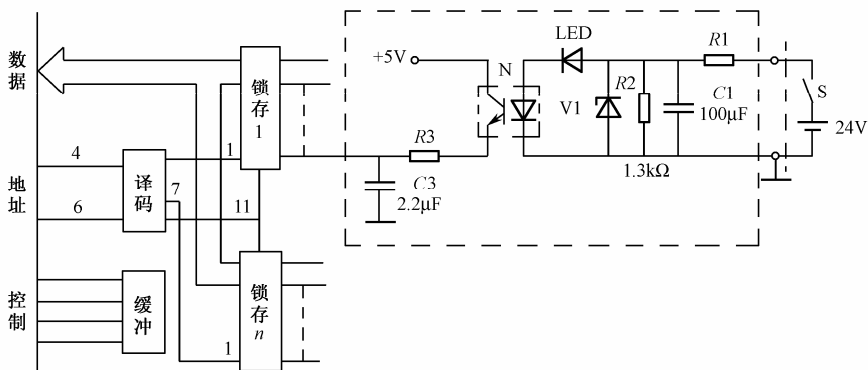 数据
地址
控制
4
6
译码
7
1
11
缓冲
1
锁存1
锁存n
+5V
N
LED
V1
R1
R2
R3
C1
100μF
C3
2.2μF
1.3kΩ
S
24V